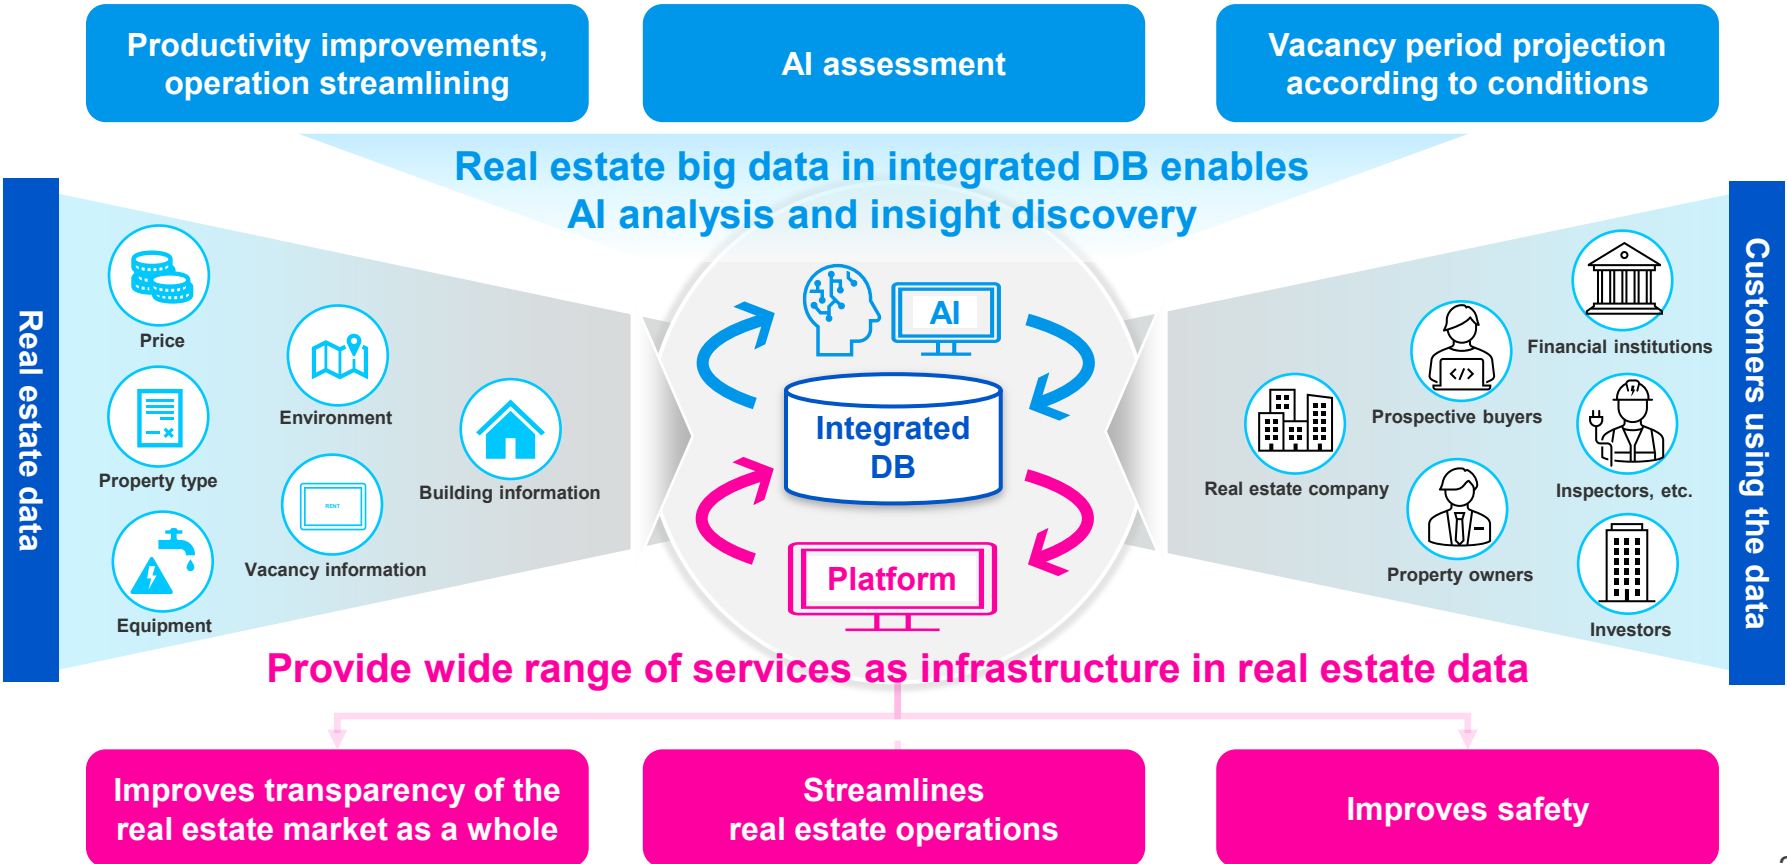 Productivity improvements,
operation streamlining
AI assessment
Vacancy period projection
according to conditions
Real estate big data in integrated DB enables
AI analysis and insight discovery
Real estate data
Price
Environment
Property type
Building information
Vacancy information
RENT
Equipment
AI
Integrated
DB
Platform
Customers using the data
Financial institutions
</>
Prospective buyers
Real estate company
Inspectors, etc.
Property owners
Investors
Provide wide range of services as infrastructure in real estate data
Improves transparency of the
real estate market as a whole
Streamlines
real estate operations
Improves safety